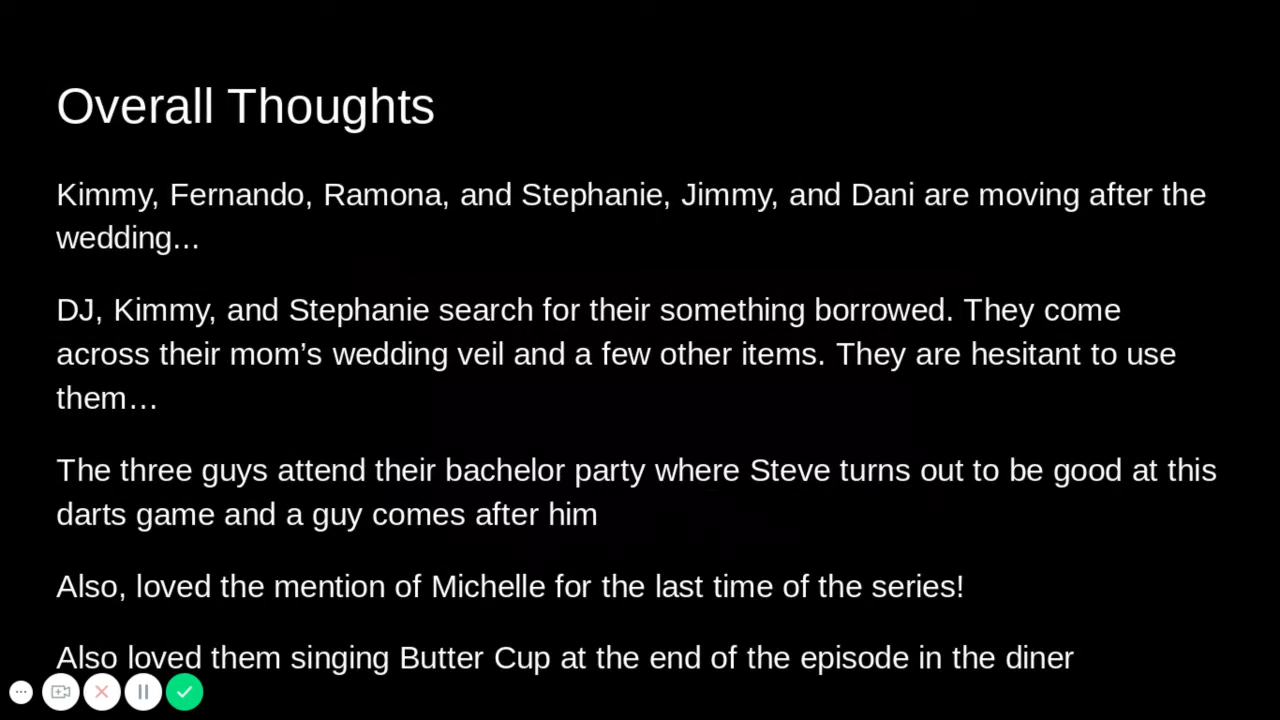 Overall Thoughts
Kimmy, Fernando, Ramona, and Stephanie, Jimmy, and Dani are moving after the
wedding...
DJ, Kimmy, and Stephanie search for their something borrowed. They come
across their mom’s wedding veil and a few other items. They are hesitant to use
them…
The three guys attend their bachelor party where Steve turns out to be good at this
darts game and a guy comes after him
Also, loved the mention of Michelle for the last time of the series!
Also loved them singing Butter Cup at the end of the episode in the diner